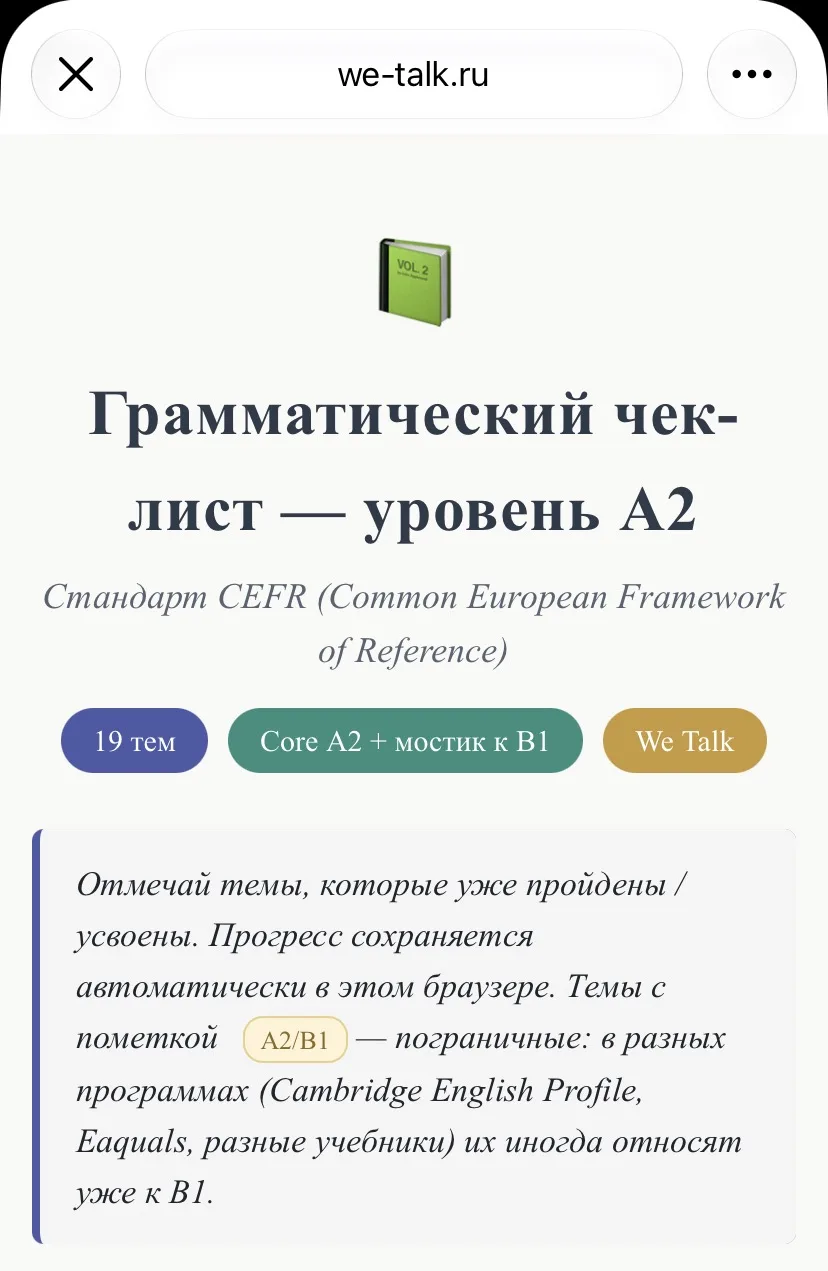 we-talk.ru
VOL. 2
Грамматический чек-
лист — уровень A2
Стандарт CEFR (Common European Framework
of Reference)
19 тем
Core A2 + мостик к B1
We Talk
Отмечай темы, которые уже пройдены /
усвоены. Прогресс сохраняется
автоматически в этом браузере. Темы с
пометкой A2/B1 — пограничные: в разных
программах (Cambridge English Profile,
Eaquals, разные учебники) их иногда относят
уже к B1.